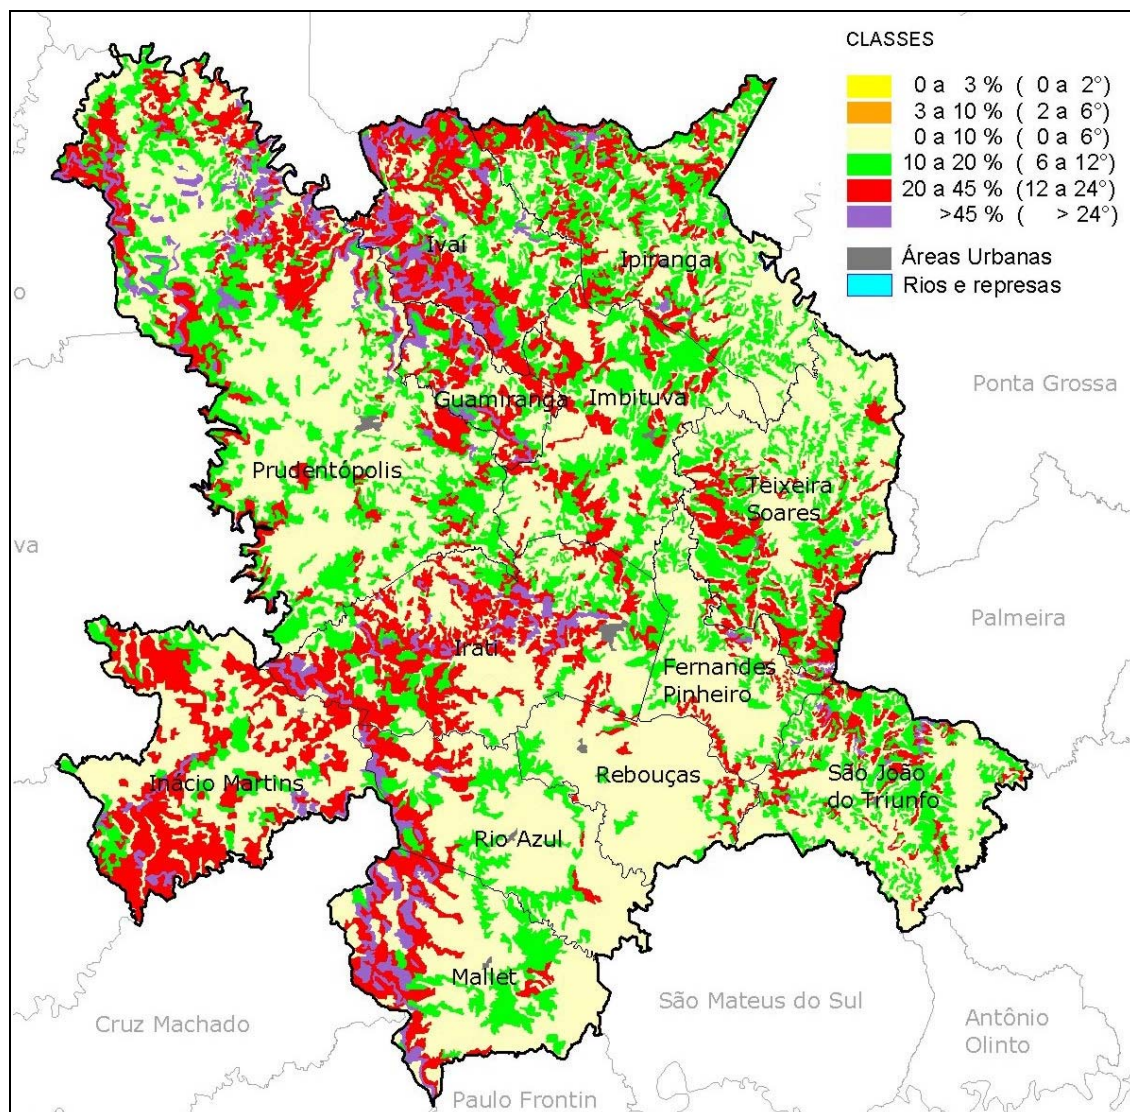 CLASSES
0 a 3 % ( 0 a 2°)
3 a 10 % ( 2 a 6°)
0 a 10 % ( 0 a 6°)
10 a 20 % ( 6 a 12°)
20 a 45 % (12 a 24°)
>45 % ( > 24°)
Áreas Urbanas
Rios e represas
Ivaí
Ipiranga
o
Ponta Grossa
Guamiranga
Imbituva
Prudentópolis
Teixeira
Soares
va
Palmeira
Irati
Fernandes
Pinheiro
Inácio Martins
Rebouças
São João
do Triunfo
Rio Azul
Mallet
São Mateus do Sul
Cruz Machado
Antônio
Olinto
Paulo Frontin